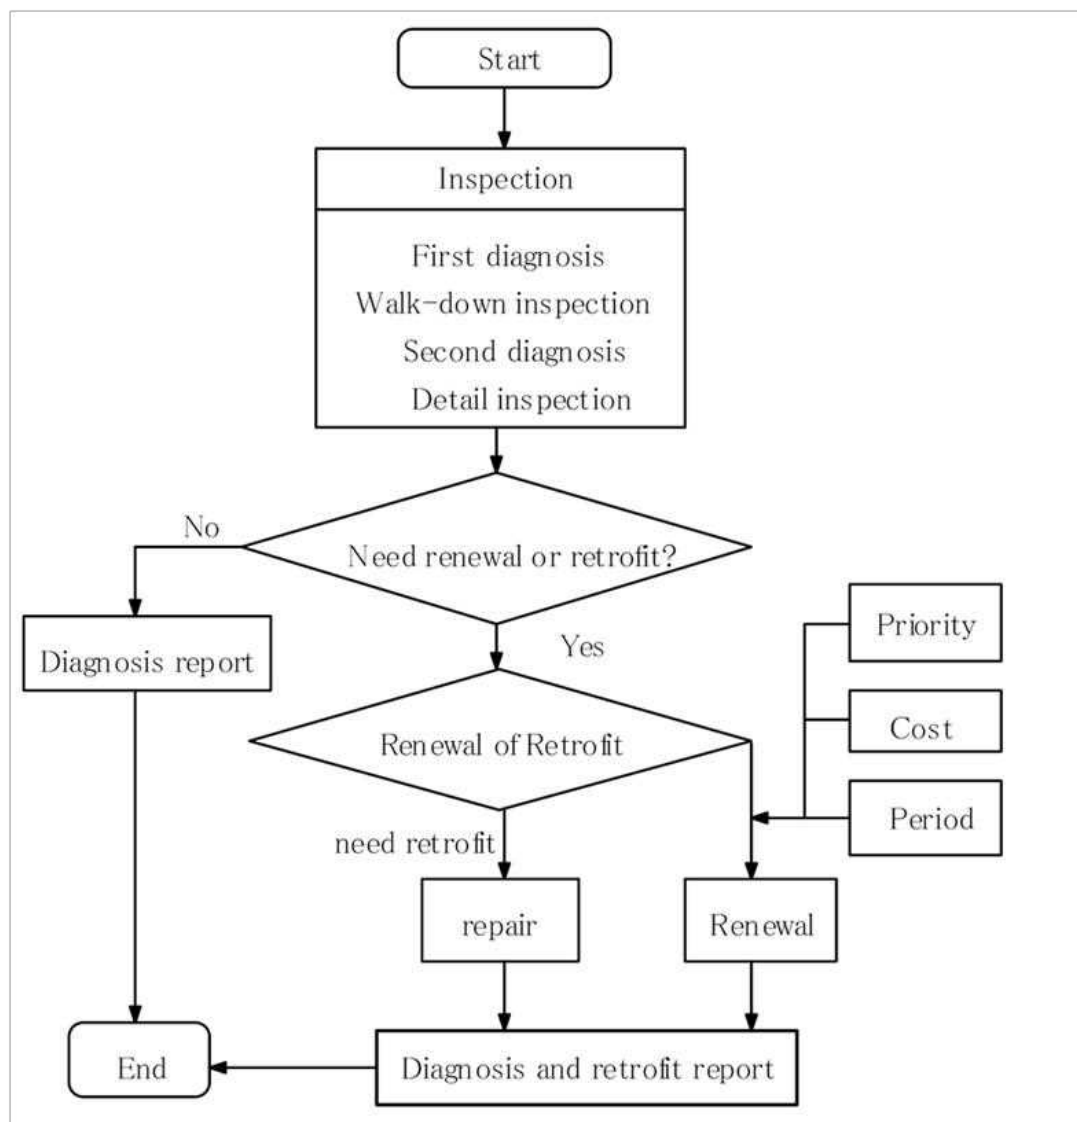 Start
Inspection
First diagnosis
Walk-down inspection
Second diagnosis
Detail inspection
No
Need renewal or retrofit?
Diagnosis report
Yes
Priority
Renewal of Retrofit
Cost
Period
need retrofit
repair
Renewal
End
Diagnosis and retrofit report